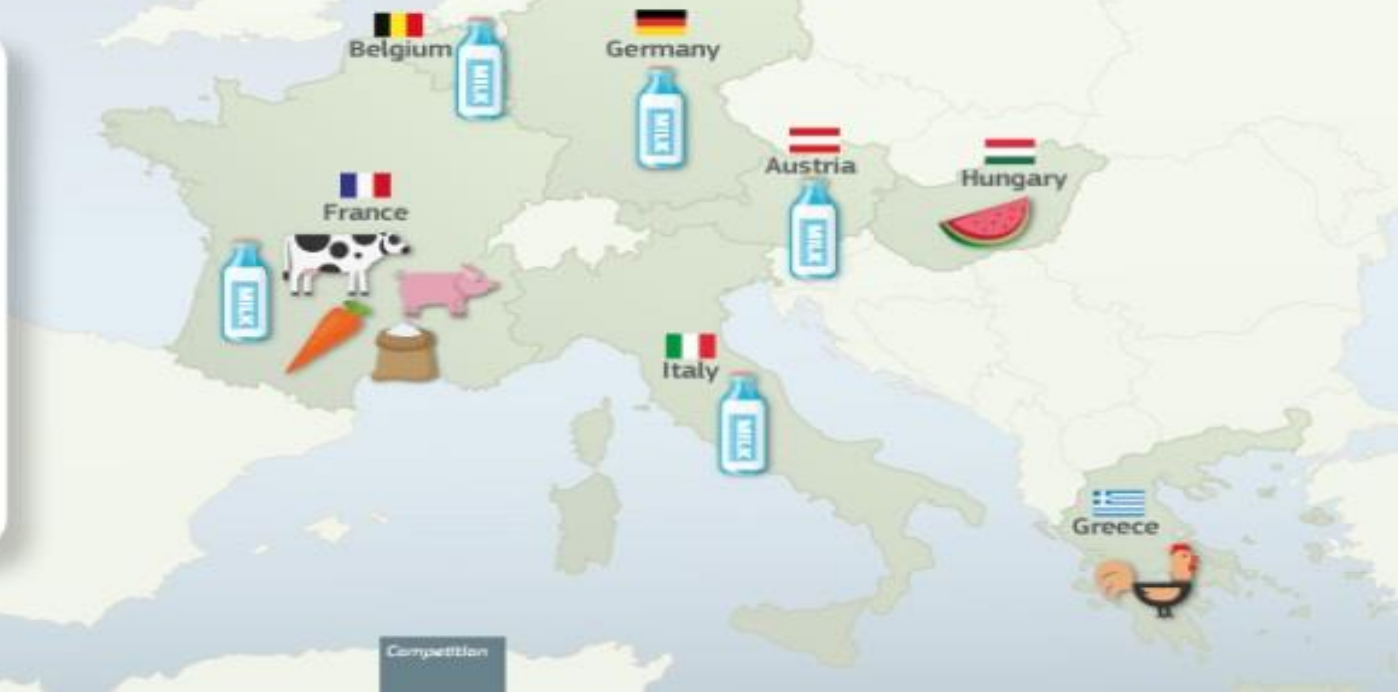 Belgium
Germany
MILK
MILK
Austria
Hungary
France
MILK
MILK
Italy
MILK
Greece
Competition